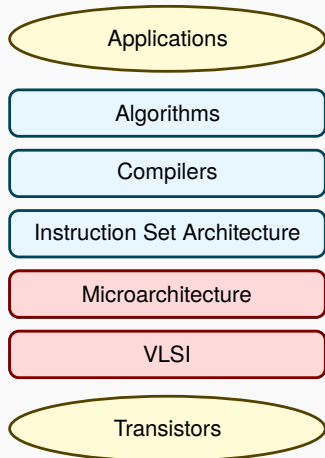 Applications
Algorithms
Compilers
Instruction Set Architecture
Microarchitecture
VLSI
Transistors